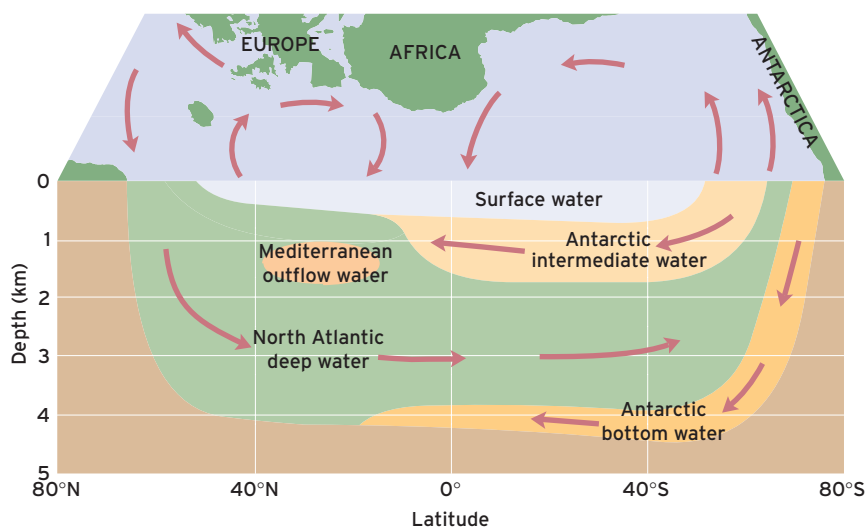 EUROPE
AFRICA
ANTARCTICA
0
Surface water
1
Mediterranean
outflow water
Antarctic
intermediate water
2
Depth (km)
North Atlantic
deep water
3
4
Antarctic
bottom water
5
80°N
40°N
0°
40°S
80°S
Latitude